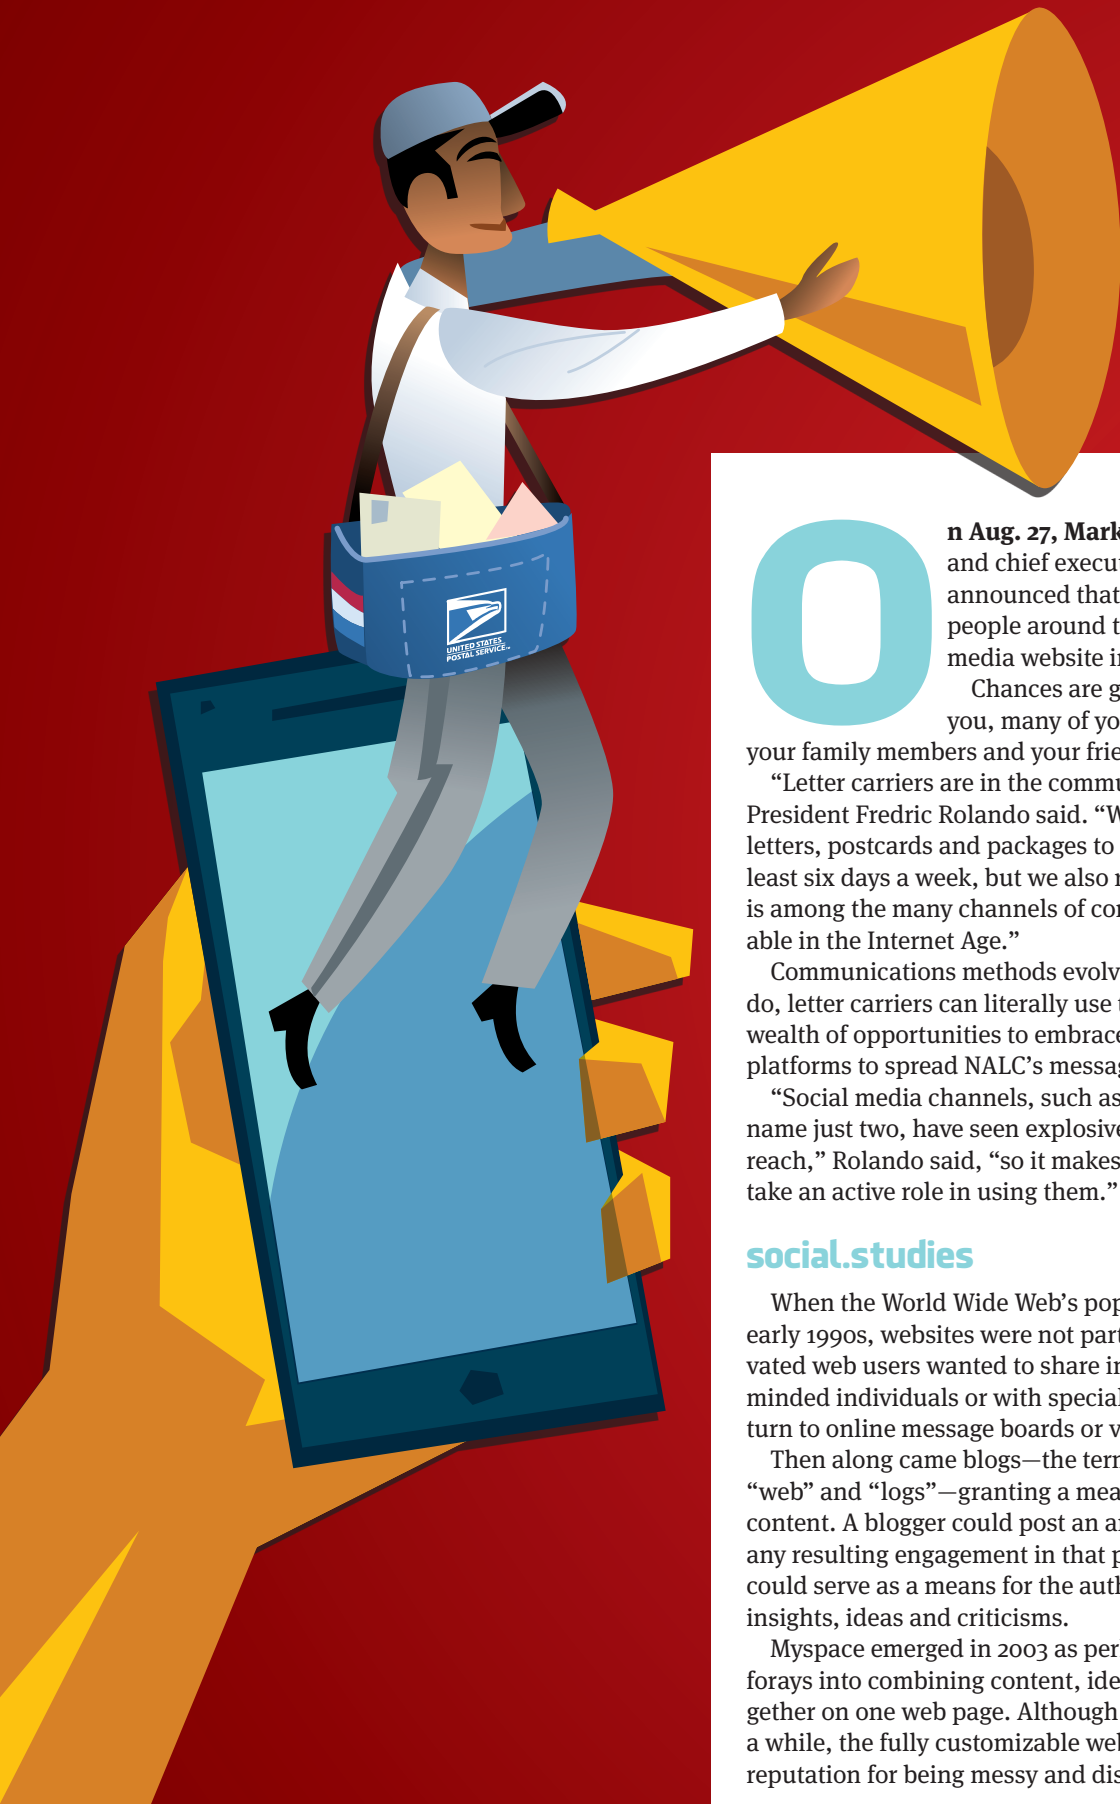 UNITED STATES
POSTAL SERVICE™
On Aug. 27, Mark
and chief execu
announced that
people around t
media website i
Chances are g
you, many of yo
your family members and your frie
“Letter carriers are in the commu
President Fredric Rolando said. “W
letters, postcards and packages to
least six days a week, but we also r
is among the many channels of co
able in the Internet Age.”
Communications methods evolv
do, letter carriers can literally use t
wealth of opportunities to embrace
platforms to spread NALC’s messag
“Social media channels, such as
name just two, have seen explosive
reach,” Rolando said, “so it makes
take an active role in using them.”
social.studies
When the World Wide Web’s pop
early 1990s, websites were not part
vated web users wanted to share in
minded individuals or with special
turn to online message boards or v
Then along came blogs—the term
“web” and “logs”—granting a mea
content. A blogger could post an a
any resulting engagement in that p
could serve as a means for the auth
insights, ideas and criticisms.
Myspace emerged in 2003 as per
forays into combining content, ide
gether on one web page. Although
a while, the fully customizable web
reputation for being messy and dis